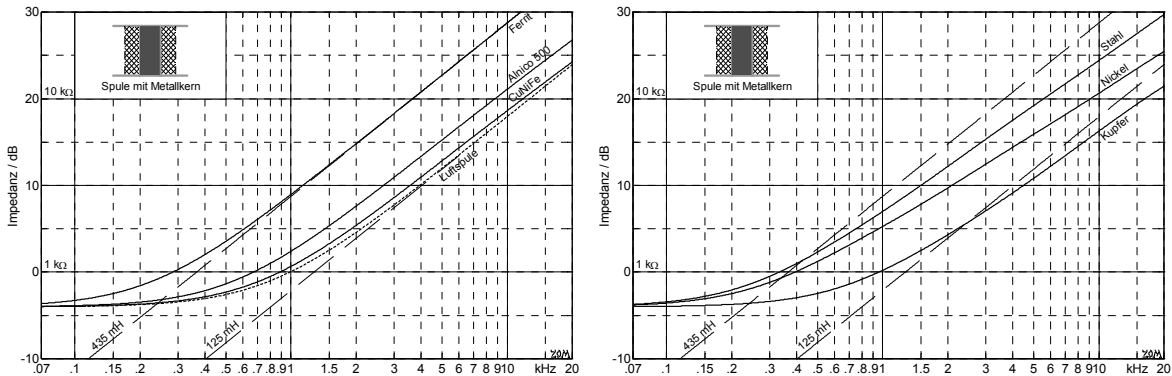 30
20
10
0
-10
Impedanz / dB
10 kΩ
1 kΩ
Spule mit Metallkern
Ferrit
Alnico 500
CuNiFe
Luftspule
435 mH
125 mH
.07 .1 .15 .2 .3 .4 .5 .6 .7 .8 .9 1 1.5 2 3 4 5 6 7 8 9 10 kHz 20
30
20
10
0
-10
Impedanz / dB
10 kΩ
1 kΩ
Spule mit Metallkern
Stahl
Nickel
Kupfer
435 mH
125 mH
.07 .1 .15 .2 .3 .4 .5 .6 .7 .8 .9 1 1.5 2 3 4 5 6 7 8 9 10 kHz 20